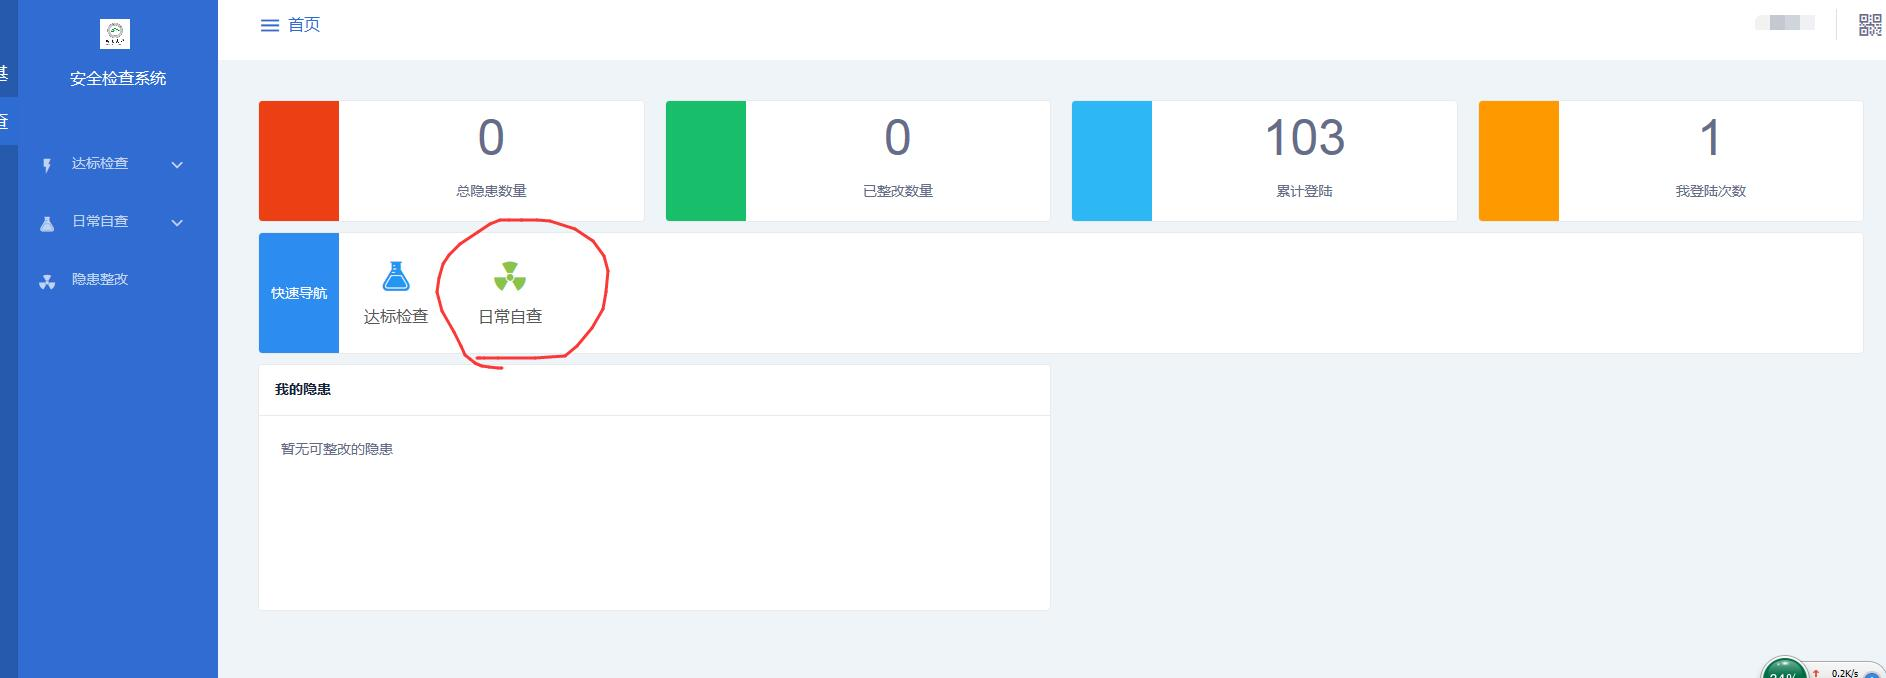 基
查
安全检查系统
达标检查
日常自查
隐患整改
首页
0
总隐患数量
0
已整改数量
103
累计登陆
1
我登陆次数
快速导航
达标检查
日常自查
我的隐患
暂无可整改的隐患
0.2K/s